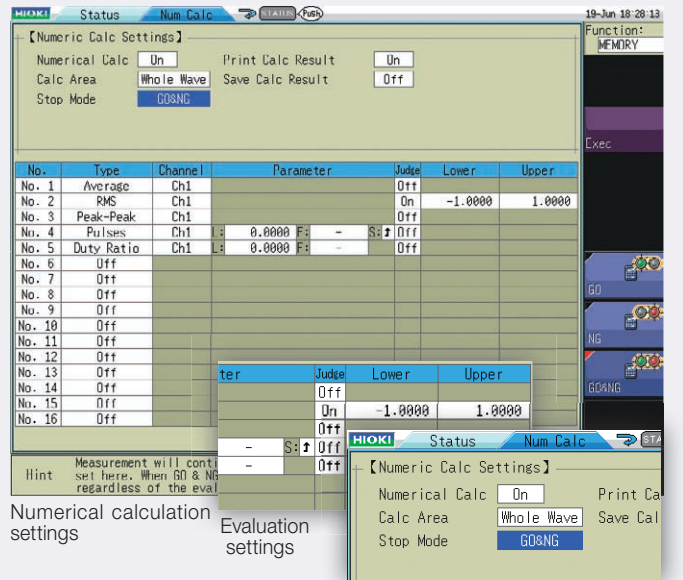 HIOKI Status Num Calc STATUS Push 19-Jun 18:28:13
Function:
MEMORY
【Numeric Calc Settings】
Numerical Calc On Print Calc Result On
Calc Area Whole Wave Save Calc Result Off
Stop Mode GO&NG
Exec
No. Type Channel Parameter Judge Lower Upper
No. 1 Average Ch1 Off
No. 2 RMS Ch1 On -1.0000 1.0000
No. 3 Peak-Peak Ch1 Off
No. 4 Pulses Ch1 L: 0.0000 F: - S:↑ Off
No. 5 Duty Ratio Ch1 L: 0.0000 F: - Off
No. 6 Off
No. 7 Off
No. 8 Off
No. 9 Off
No. 10 Off
No. 11 Off
No. 12 Off
No. 13 Off
No. 14 Off
No. 15 Off
No. 16 Off
GO
NG
GO&NG
Hint
Measurement will conti
set here. When GO & NG
regardless of the eval
ter Judge Lower Upper
Off
On -1.0000 1.0000
Off
- S:↑ Off
- Off
HIOKI Status Num Calc STA
【Numeric Calc Settings】
Numerical Calc On Print Ca
Calc Area Whole Wave Save Cal
Stop Mode GO&NG
Numerical calculation
settings
Evaluation
settings